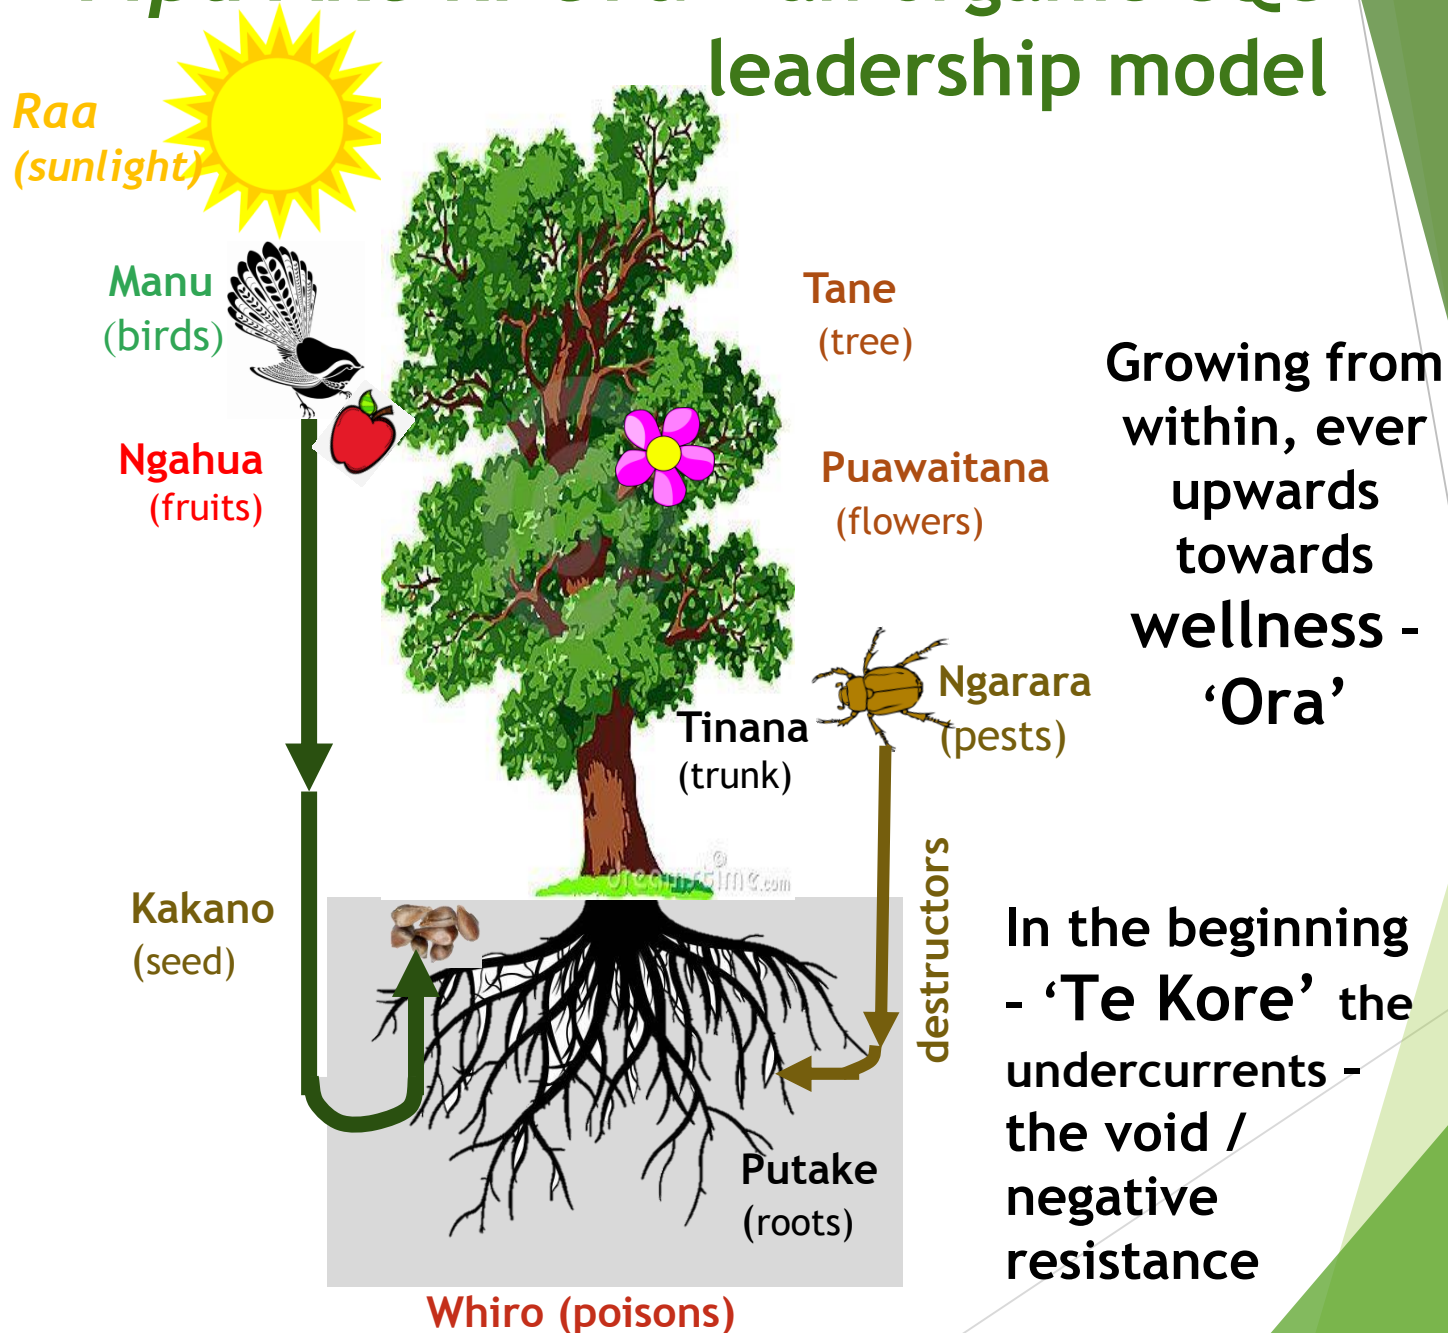 leadership model
Raa
(sunlight)
Manu
(birds)
Tane
(tree)
Growing from
within, ever
upwards
towards
wellness -
‘Ora’
Ngahua
(fruits)
Puawaitana
(flowers)
Ngarara
(pests)
Tinana
(trunk)
dreamstime.com
destructors
Kakano
(seed)
In the beginning
- ‘Te Kore’ the
undercurrents –
the void /
negative
resistance
Putake
(roots)
Whiro (poisons)